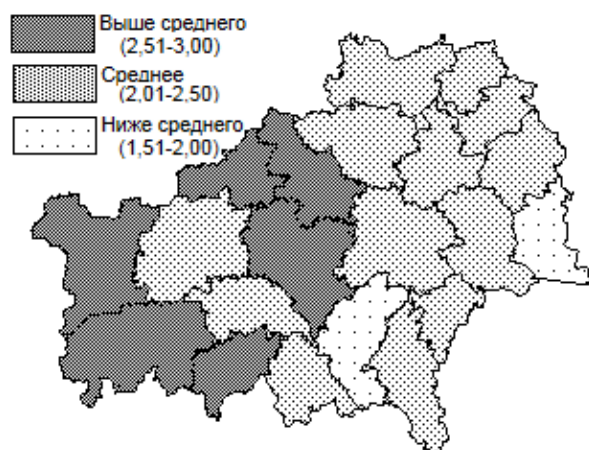 Выше среднего
(2,51-3,00)
Среднее
(2,01-2,50)
Ниже среднего
(1,51-2,00)